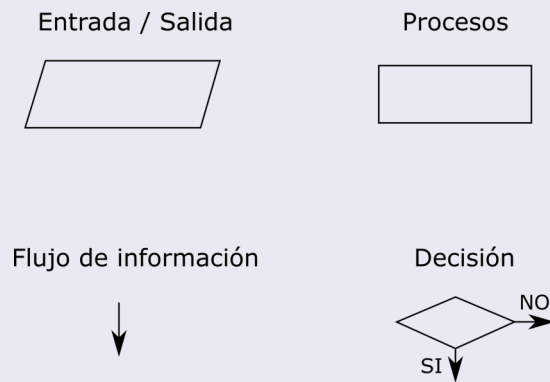 Entrada / Salida
Procesos
Flujo de información
Decisión
NO
SI